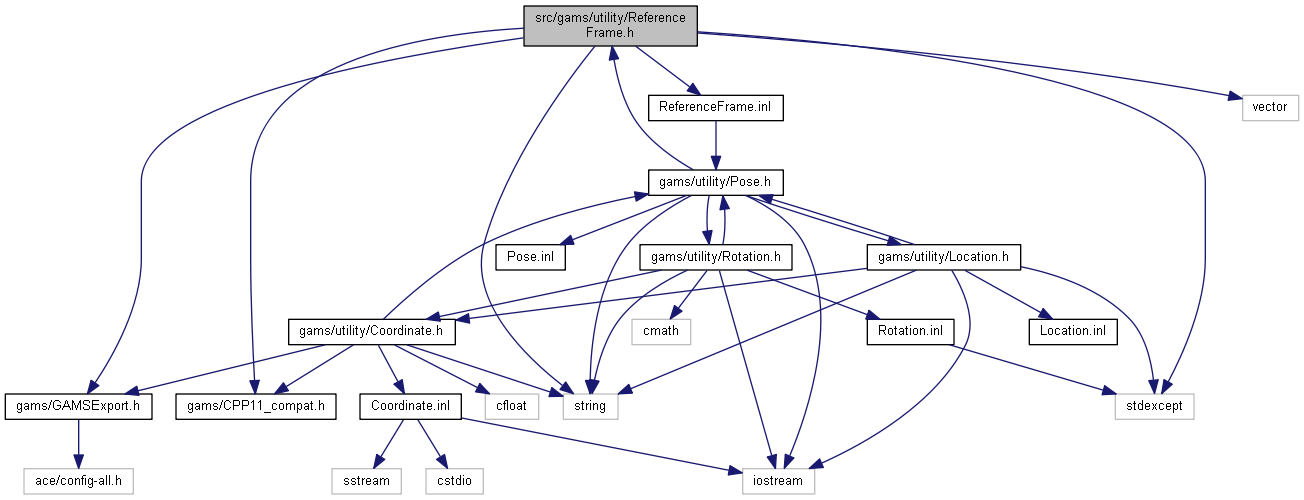 src/gams/utility/Reference
Frame.h
ReferenceFrame.inl
vector
gams/utility/Pose.h
Pose.inl
gams/utility/Rotation.h
gams/utility/Location.h
gams/utility/Coordinate.h
cmath
Rotation.inl
Location.inl
gams/GAMSExport.h
gams/CPP11_compat.h
Coordinate.inl
cfloat
string
stdexcept
ace/config-all.h
sstream
cstdio
iostream